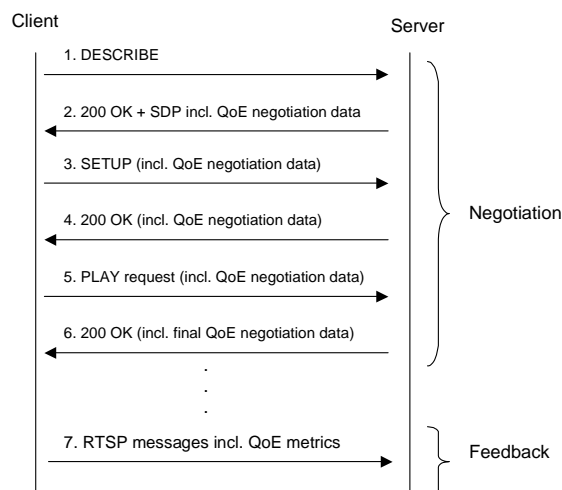 Client
Server
1. DESCRIBE
2. 200 OK + SDP incl. QoE negotiation data
3. SETUP (incl. QoE negotiation data)
4. 200 OK (incl. QoE negotiation data)
Negotiation
5. PLAY request (incl. QoE negotiation data)
6. 200 OK (incl. final QoE negotiation data)
.
.
.
7. RTSP messages incl. QoE metrics
Feedback